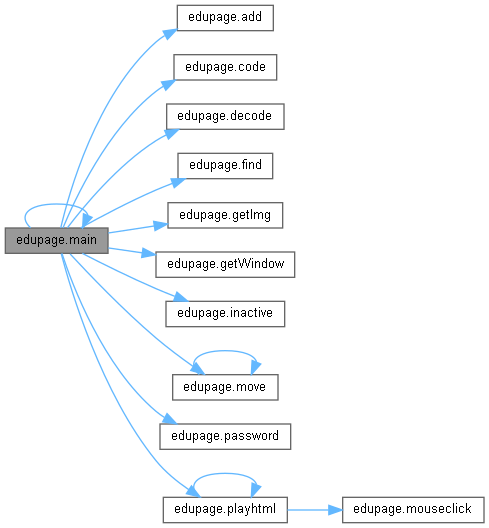 edupage.add
edupage.code
edupage.decode
edupage.find
edupage.getImg
edupage.main
edupage.getWindow
edupage.inactive
edupage.move
edupage.password
edupage.playhtml
edupage.mouseclick